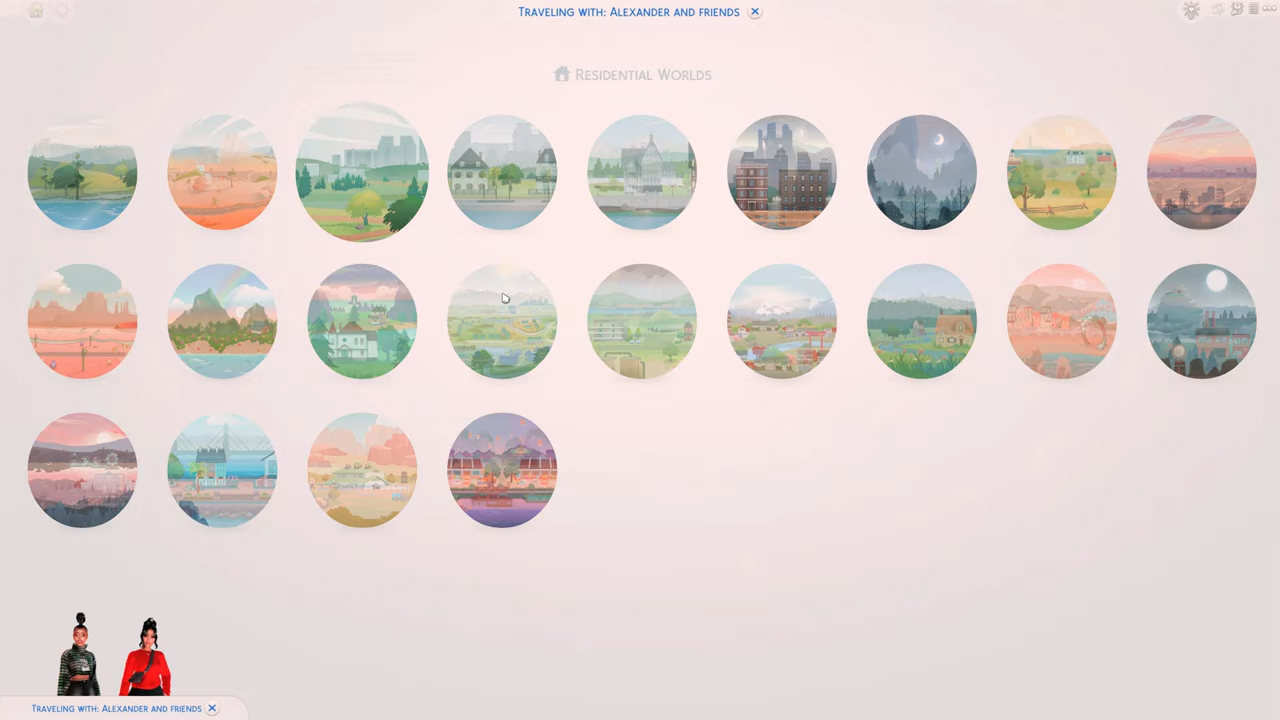 Traveling with: Alexander and friends
Residential Worlds
Traveling with: Alexander and friends